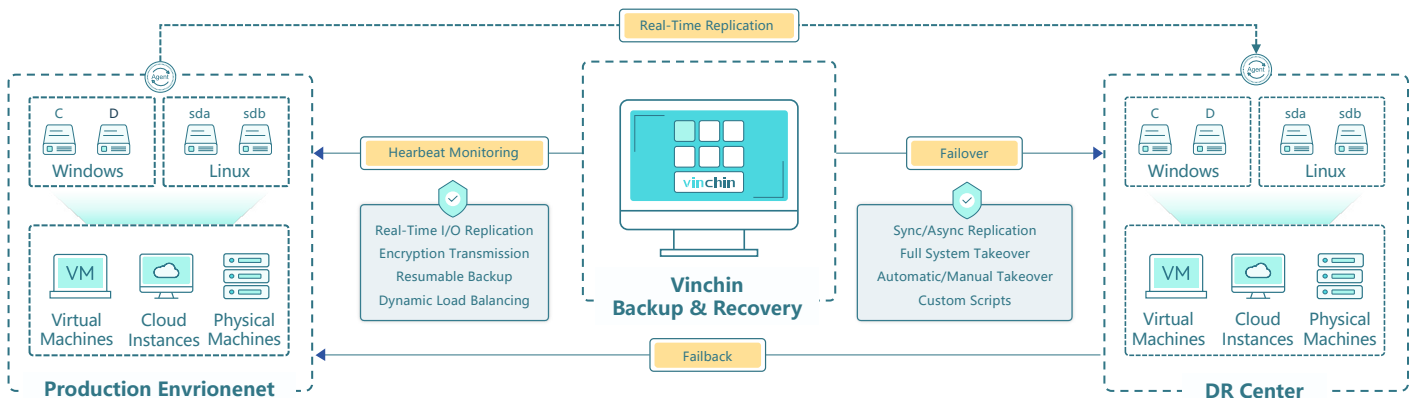 Real-Time Replication
Agent
C
D
Windows
sda
sdb
Linux
VM
Virtual
Machines
Cloud
Instances
Physical
Machines
Production Envrionenet
Hearbeat Monitoring
Real-Time I/O Replication
Encryption Transmission
Resumable Backup
Dynamic Load Balancing
vinchin
Vinchin
Backup & Recovery
Failover
Sync/Async Replication
Full System Takeover
Automatic/Manual Takeover
Custom Scripts
Failback
Agent
C
D
Windows
sda
sdb
Linux
VM
Virtual
Machines
Cloud
Instances
Physical
Machines
DR Center